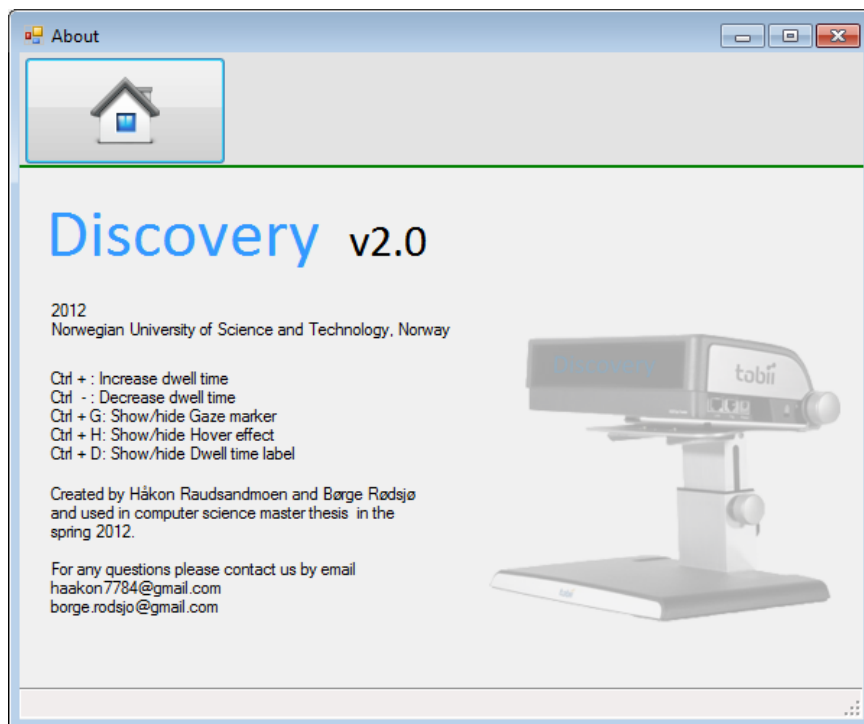 About
Discovery v2.0
2012
Norwegian University of Science and Technology, Norway
Ctrl + : Increase dwell time
Ctrl - : Decrease dwell time
Ctrl + G: Show/hide Gaze marker
Ctrl + H: Show/hide Hover effect
Ctrl + D: Show/hide Dwell time label
Created by Håkon Raudsandmoen and Børge Rødsjø
and used in computer science master thesis in the
spring 2012.
For any questions please contact us by email
haakon7784@gmail.com
borge.rodsjo@gmail.com
Discovery
tobii
tobii